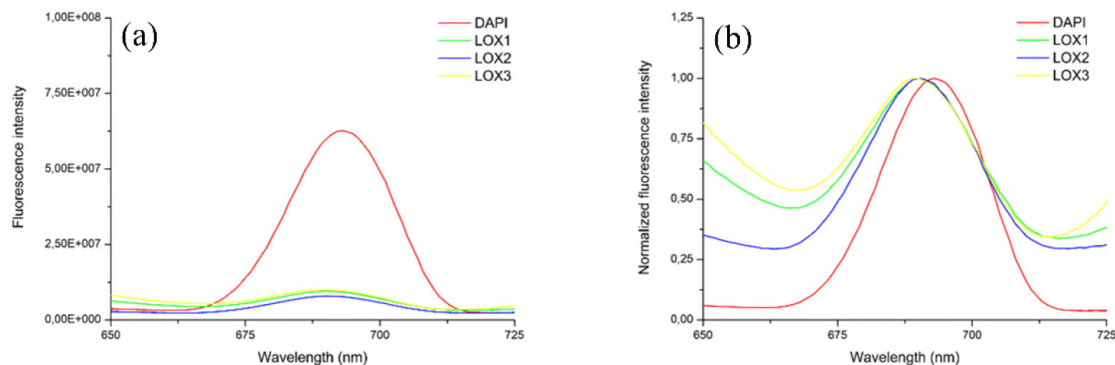 (a)
DAPI
LOX1
LOX2
LOX3
1,00E+008
7,50E+007
5,00E+007
2,50E+007
0,00E+000
Fluorescence intensity
650
675
700
725
Wavelength (nm)
(b)
DAPI
LOX1
LOX2
LOX3
1,25
1,00
0,75
0,50
0,25
0,00
Normalized fluorescence intensity
650
675
700
725
Wavelength (nm)